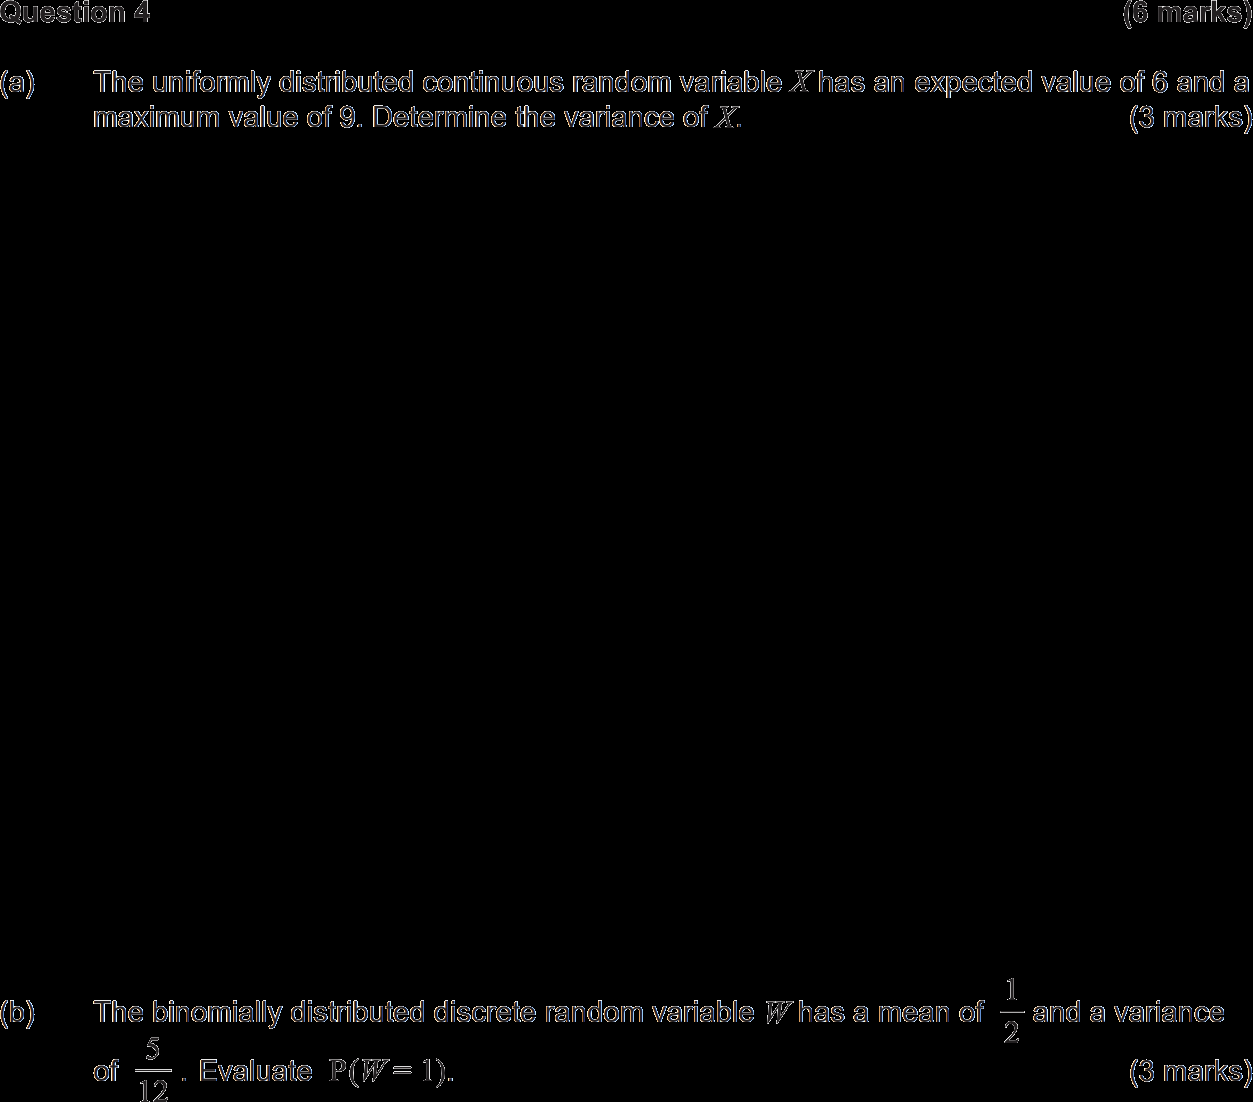 Question 4 (6 marks)
(a) The uniformly distributed continuous random variable X has an expected value of 6 and a
maximum value of 9. Determine the variance of X. (3 marks)
(b) The binomially distributed discrete random variable W has a mean of 1/2 and a variance
of 5/12 . Evaluate P(W = 1). (3 marks)